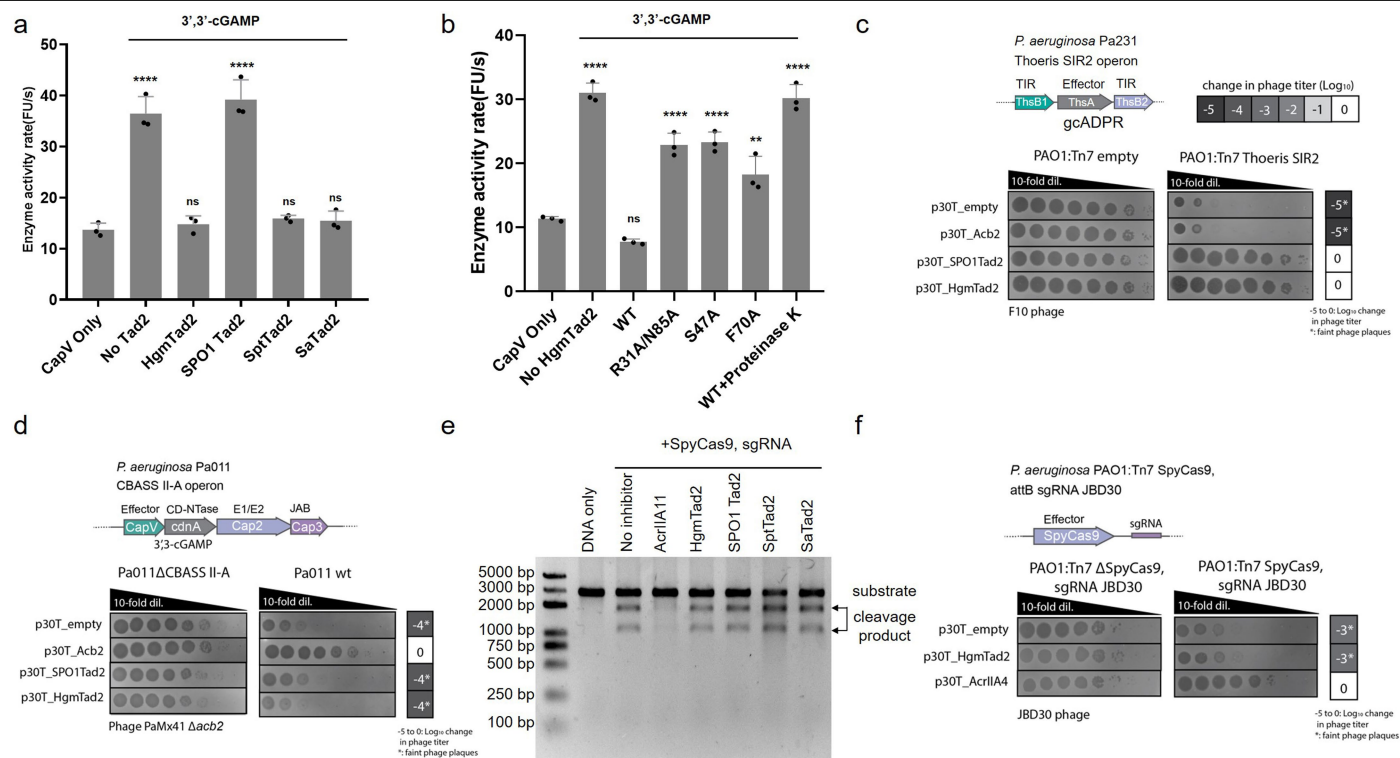 a
3',3'-cGAMP
Enzyme activity rate(FU/s)
50
40
30
20
10
0
****
ns
****
ns
ns
CapV Only
No Tad2
HgmTad2
SPO1 Tad2
SptTad2
SaTad2
b
3',3'-cGAMP
Enzyme activity rate(FU/s)
40
30
20
10
0
****
ns
****
****
**
****
CapV Only
No HgmTad2
WT
R31A/N85A
S47A
F70A
WT+Proteinase K
c
P. aeruginosa Pa231
Thoeris SIR2 operon
TIR Effector TIR
ThsB1 ThsA ThsB2
gcADPR
change in phage titer (Log₁₀)
-5 -4 -3 -2 -1 0
PAO1:Tn7 empty PAO1:Tn7 Thoeris SIR2
10-fold dil. 10-fold dil.
p30T_empty -5*
p30T_Acb2 -5*
p30T_SPO1Tad2 0
p30T_HgmTad2 0
F10 phage
-5 to 0: Log₁₀ change
in phage titer
*: faint phage plaques
d
P. aeruginosa Pa011
CBASS II-A operon
Effector CD-NTase E1/E2 JAB
CapV cdnA Cap2 Cap3
3',3-cGAMP
Pa011ΔCBASS II-A Pa011 wt
10-fold dil. 10-fold dil.
p30T_empty -4*
p30T_Acb2 0
p30T_SPO1Tad2 -4*
p30T_HgmTad2 -4*
Phage PaMx41 Δacb2
-5 to 0: Log₁₀ change
in phage titer
*: faint phage plaques
e
+SpyCas9, sgRNA
DNA only
No inhibitor
AcrIIA11
HgmTad2
SPO1 Tad2
SptTad2
SaTad2
5000 bp
3000 bp
2000 bp
1000 bp
750 bp
500 bp
250 bp
100 bp
substrate
cleavage
product
f
P. aeruginosa PAO1:Tn7 SpyCas9,
attB sgRNA JBD30
Effector
SpyCas9
sgRNA
PAO1:Tn7 ΔSpyCas9,
sgRNA JBD30
PAO1:Tn7 SpyCas9,
sgRNA JBD30
10-fold dil. 10-fold dil.
p30T_empty -3*
p30T_HgmTad2 -3*
p30T_AcrIIA4 0
JBD30 phage
-5 to 0: Log₁₀ change
in phage titer
*: faint phage plaques